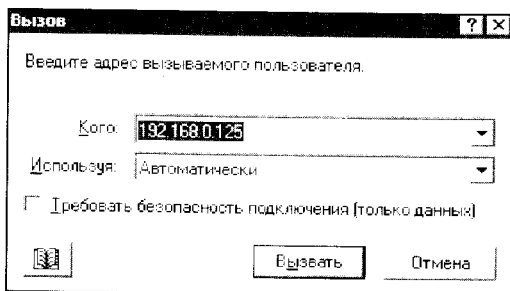 Вызов
Введите адрес вызываемого пользователя.
Кого: 192.168.0.125
Используя: Автоматически
Требовать безопасность подключения (только данных)
Вызвать Отмена